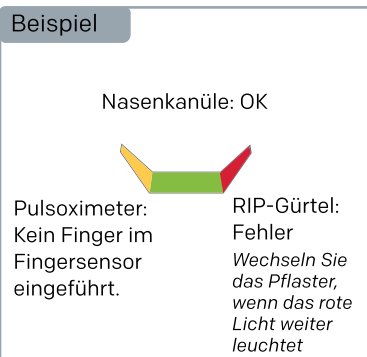 Beispiel
Nasenkanüle: OK
Pulsoximeter:
Kein Finger im
Fingersensor
eingeführt.
RIP-Gürtel:
Fehler
Wechseln Sie
das Pflaster,
wenn das rote
Licht weiter
leuchtet